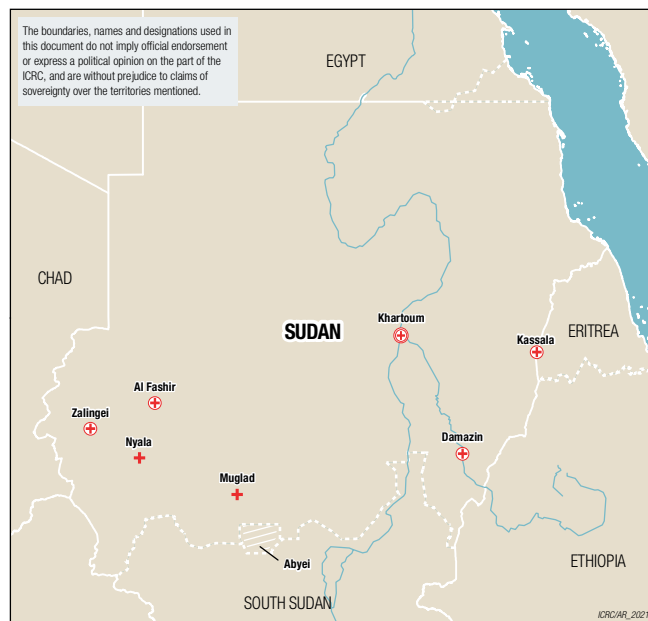 The boundaries, names and designations used in
this document do not imply official endorsement
or express a political opinion on the part of the
ICRC, and are without prejudice to claims of
sovereignty over the territories mentioned.
EGYPT
CHAD
SUDAN
Khartoum
Kassala
ERITREA
Al Fashir
Zalingei
Nyala
Damazin
Muglad
Abyei
ETHIOPIA
SOUTH SUDAN
ICRC/AR_2021